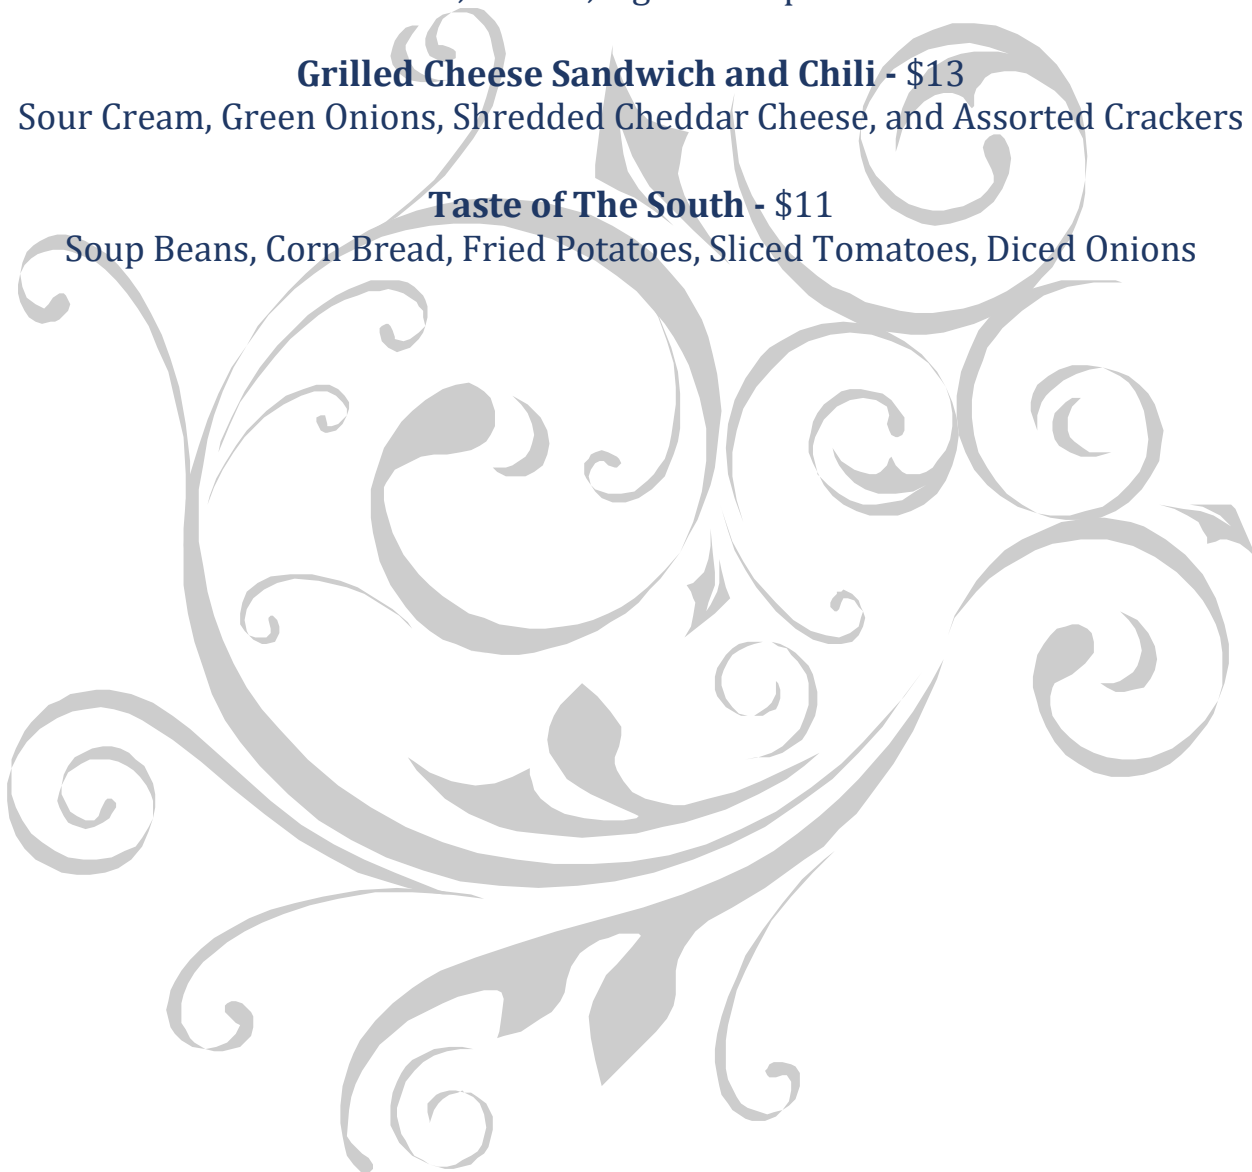 Grilled Cheese Sandwich and Chili - $13
Sour Cream, Green Onions, Shredded Cheddar Cheese, and Assorted Crackers
Taste of The South - $11
Soup Beans, Corn Bread, Fried Potatoes, Sliced Tomatoes, Diced Onions